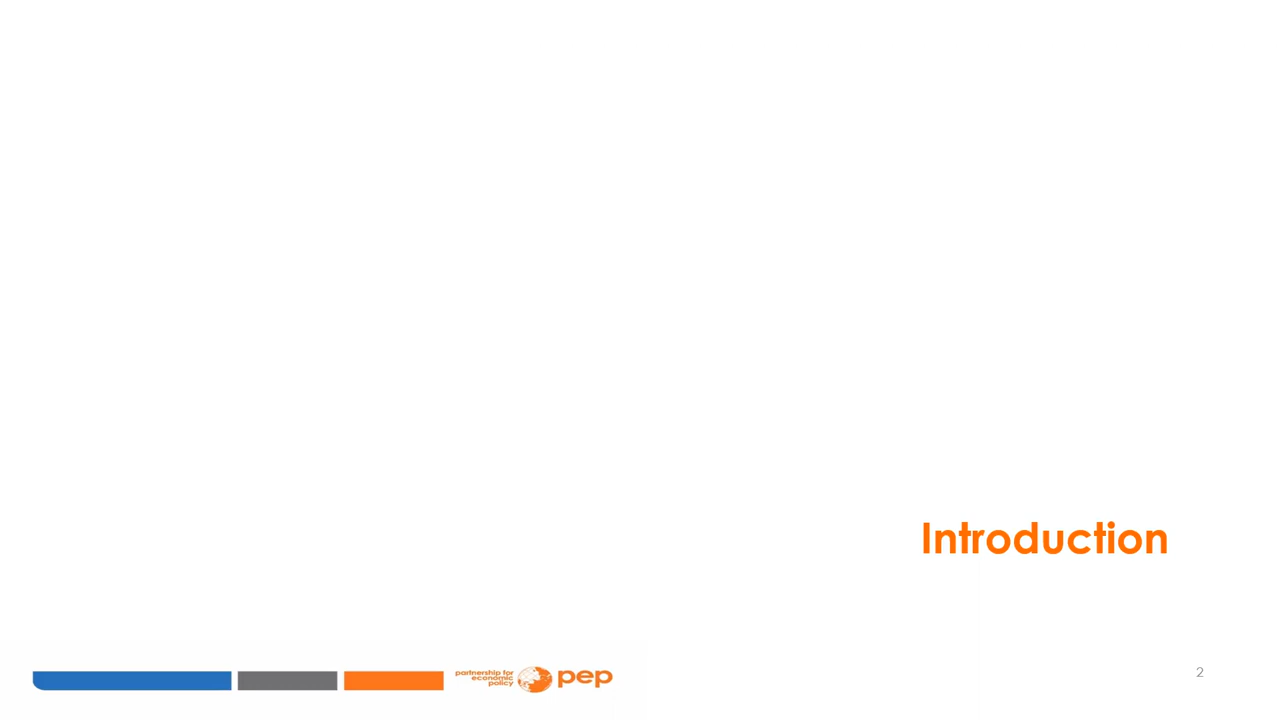 Introduction
partnership for
economic
policy
pep
2